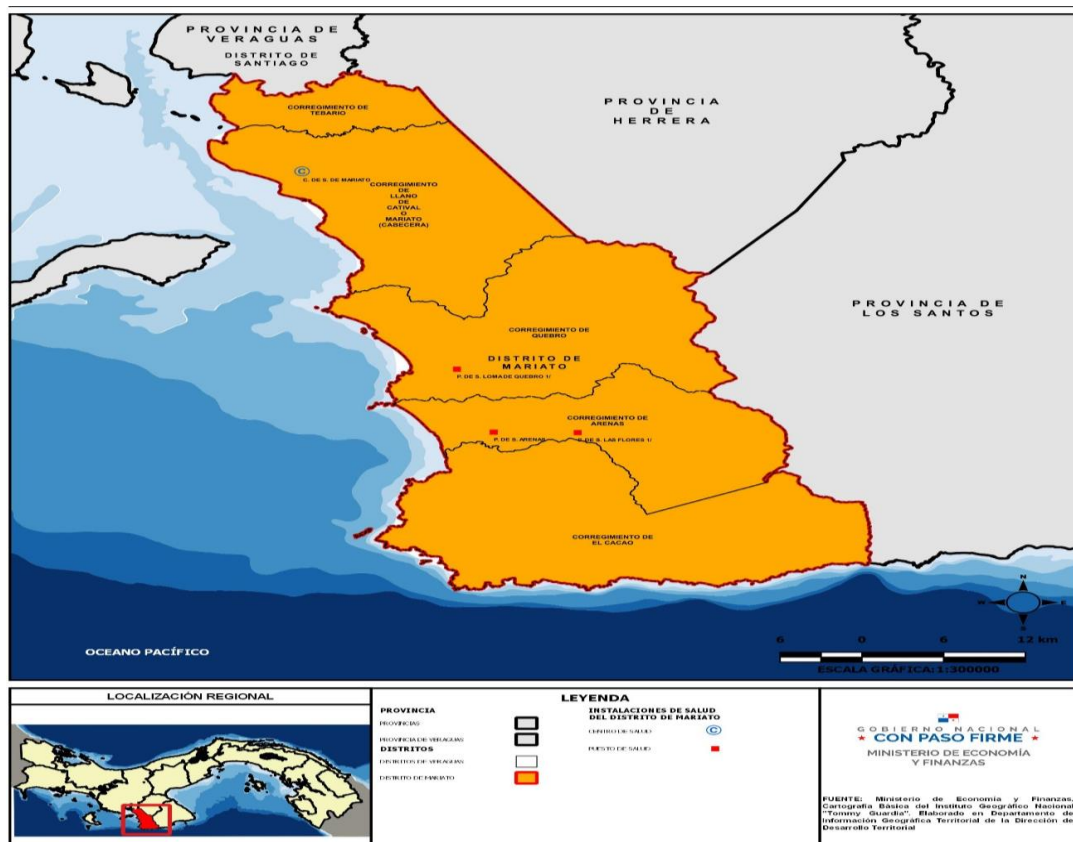 PROVINCIA DE
VERAGUAS
DISTRITO DE
SANTIAGO
CORREGIMIENTO DE
TEBARIO
PROVINCIA
DE
HERRERA
C. DE S. DE MARIATO
CORREGIMIENTO
DE
LLANO
DE
CATIVAL
O
MARIATO
(CABECERA)
PROVINCIA DE
LOS SANTOS
CORREGIMIENTO DE
QUEBRO
DISTRITO DE
MARIATO
P. DE S. LOMA DE QUEBRO 1/
CORREGIMIENTO DE
ARENAS
P. DE S. ARENAS
P. DE S. LAS FLORES 1/
CORREGIMIENTO DE
EL CACAO
N
W
E
S
OCEANO PACÍFICO
6 0 6 12 km
ESCALA GRÁFICA:1:300000
LOCALIZACIÓN REGIONAL
LEYENDA
PROVINCIA
PROVINCIAS
PROVINCIA DE VERAGUAS
DISTRITOS
DISTRITOS DE VERAGUAS
DISTRITO DE MARIATO
INSTALACIONES DE SALUD
DEL DISTRITO DE MARIATO
CENTRO DE SALUD
C
PUESTO DE SALUD
GOBIERNO NACIONAL
CON PASO FIRME
MINISTERIO DE ECONOMÍA
Y FINANZAS
FUENTE: Ministerio de Economía y Finanzas.
Cartografía Básica del Instituto Geográfico Nacional
"Tommy Guardia". Elaborado en Departamento de
Información Geográfica Territorial de la Dirección de
Desarrollo Territorial